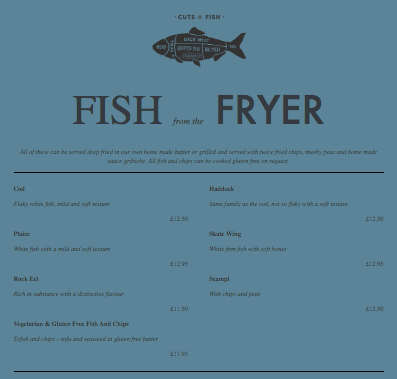 · CUTS of FISH ·
HEAD
BACK MEAT
TAIL
FISH from the FRYER
All of these can be served deep fried in our own home made batter or grilled and served with twice fried chips, mushy peas and home made
sauce gribiche. All fish and chips can be cooked gluten free on request.
Cod
Flaky white fish, mild and soft texture
£12.50
Haddock
Same family as the cod, not so flaky with a soft texture
£12.50
Plaice
White fish with a mild and soft texture
£12.95
Skate Wing
White firm fish with soft bones
£12.95
Rock Eel
Rich in substance with a distinctive flavour
£11.50
Scampi
With chips and peas
£12.50
Vegetarian & Gluten Free Fish And Chips
Tofish and chips – tofu and seaweed in gluten free batter
£11.95